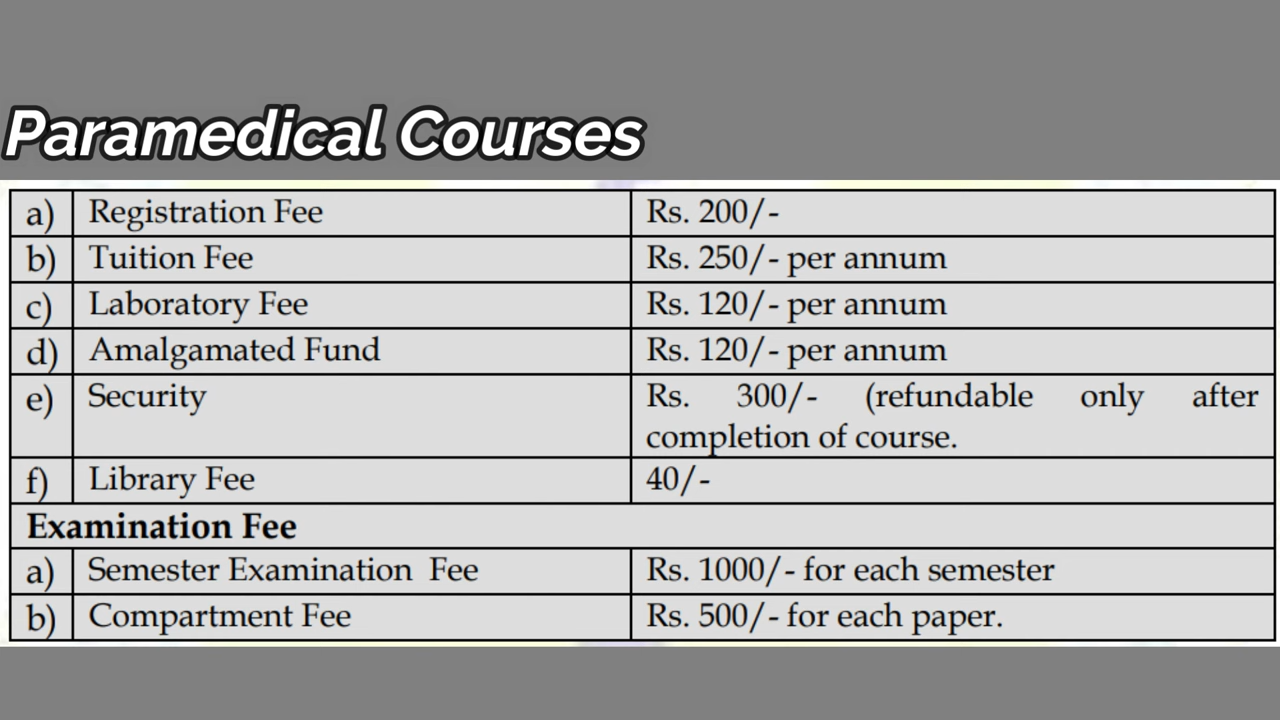 Paramedical Courses
a) Registration Fee Rs. 200/-
b) Tuition Fee Rs. 250/- per annum
c) Laboratory Fee Rs. 120/- per annum
d) Amalgamated Fund Rs. 120/- per annum
e) Security Rs. 300/- (refundable only after
completion of course.
f) Library Fee 40/-
Examination Fee
a) Semester Examination Fee Rs. 1000/- for each semester
b) Compartment Fee Rs. 500/- for each paper.